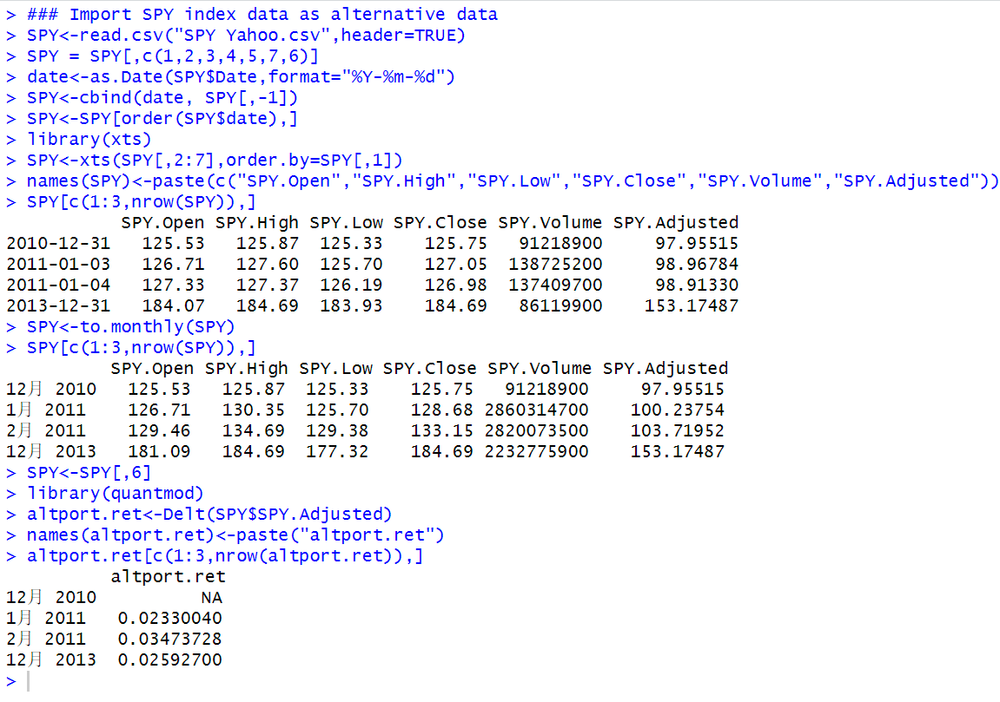 > ### Import SPY index data as alternative data
> SPY<-read.csv("SPY Yahoo.csv",header=TRUE)
> SPY = SPY[,c(1,2,3,4,5,7,6)]
> date<-as.Date(SPY$Date,format="%Y-%m-%d")
> SPY<-cbind(date, SPY[,-1])
> SPY<-SPY[order(SPY$date),]
> library(xts)
> SPY<-xts(SPY[,2:7],order.by=SPY[,1])
> names(SPY)<-paste(c("SPY.Open","SPY.High","SPY.Low","SPY.Close","SPY.Volume","SPY.Adjusted"))
> SPY[c(1:3,nrow(SPY)),]
           SPY.Open SPY.High SPY.Low SPY.Close SPY.Volume SPY.Adjusted
2010-12-31   125.53   125.87  125.33    125.75   91218900     97.95515
2011-01-03   126.71   127.60  125.70    127.05  138725200     98.96784
2011-01-04   127.33   127.37  126.19    126.98  137409700     98.91330
2013-12-31   184.07   184.69  183.93    184.69   86119900    153.17487
> SPY<-to.monthly(SPY)
> SPY[c(1:3,nrow(SPY)),]
          SPY.Open SPY.High SPY.Low SPY.Close SPY.Volume SPY.Adjusted
12月 2010   125.53   125.87  125.33    125.75   91218900     97.95515
1月 2011    126.71   130.35  125.70    128.68 2860314700    100.23754
2月 2011    129.46   134.69  129.38    133.15 2820073500    103.71952
12月 2013   181.09   184.69  177.32    184.69 2232775900    153.17487
> SPY<-SPY[,6]
> library(quantmod)
> altport.ret<-Delt(SPY$SPY.Adjusted)
> names(altport.ret)<-paste("altport.ret")
> altport.ret[c(1:3,nrow(altport.ret)),]
          altport.ret
12月 2010          NA
1月 2011   0.02330040
2月 2011   0.03473728
12月 2013  0.02592700
>